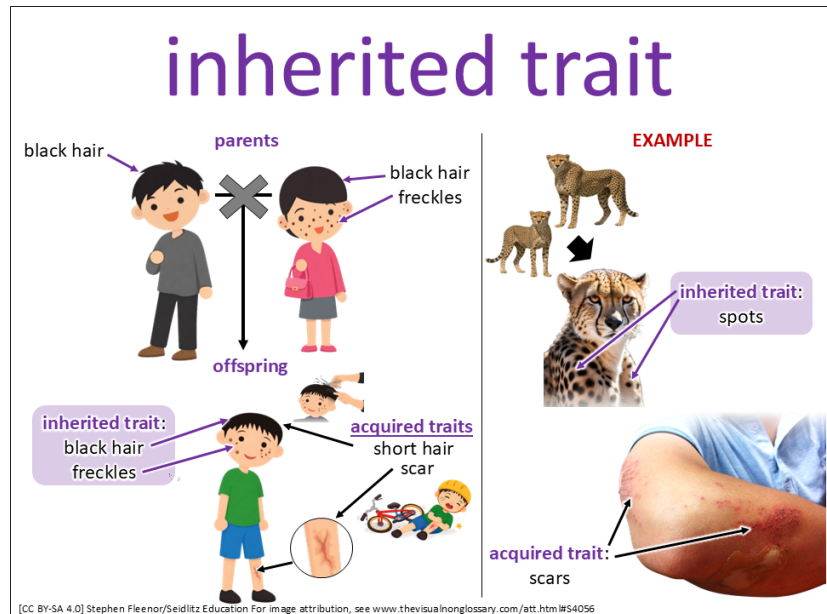 inherited trait
parents
black hair
black hair
freckles
offspring
inherited trait:
black hair
freckles
acquired traits
short hair
scar
EXAMPLE
inherited trait:
spots
acquired trait:
scars
[CC BY-SA 4.0] Stephen Fleenor/Seidlitz Education For image attribution, see www.thevisualnonglossary.com/att.html#S4056